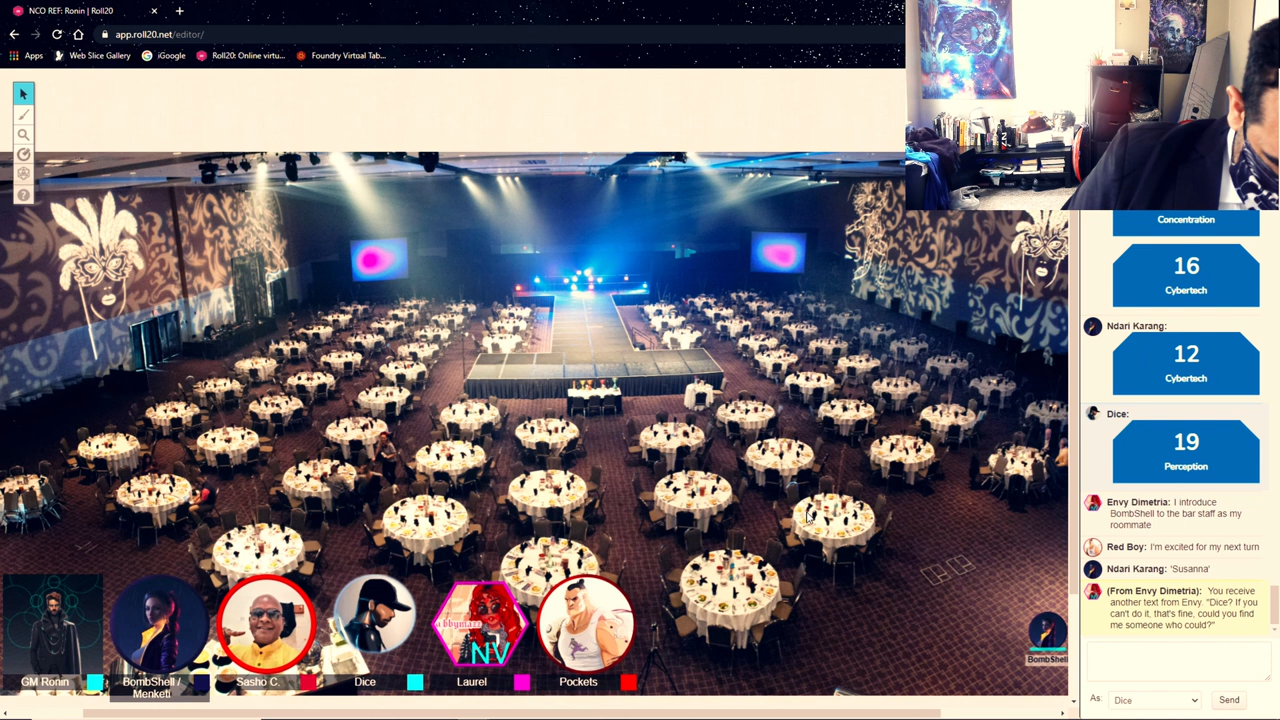 NCO REF: Ronin | Roll20
app.roll20.net/editor/
Apps
Web Slice Gallery
iGoogle
Roll20: Online virtu...
Foundry Virtual Tab...
Concentration
16
Cybertech
Ndari Karang:
12
Cybertech
Dice:
19
Perception
Envy Dimetria: I introduce
BombShell to the bar staff as my
roommate
Red Boy: I'm excited for my next turn
Ndari Karang: 'Susanna'
(From Envy Dimetria): You receive
another text from Envy. "Dice? If you
can't do it, that's fine, could you find
me someone who could?"
As:
Dice
Send
BombShell
NV
GM Ronin
BombShell /
Menketi
Sasho C.
Dice
Laurel
Pockets